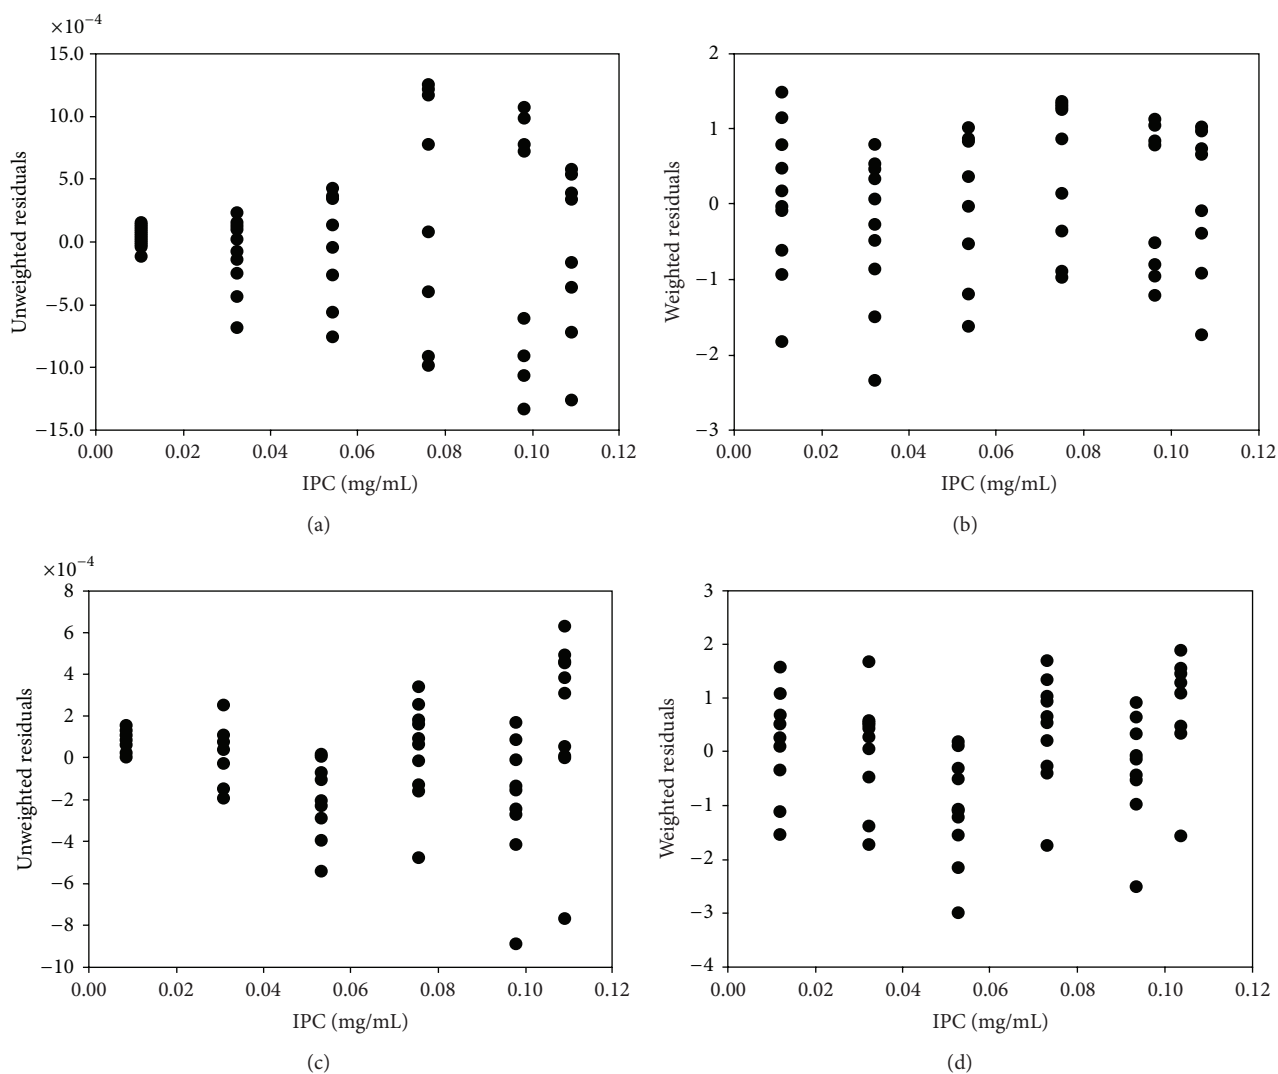 ×10⁻⁴
15.0
10.0
5.0
0.0
−5.0
−10.0
−15.0
Unweighted residuals
0.00 0.02 0.04 0.06 0.08 0.10 0.12
IPC (mg/mL)
(a)
2
1
0
−1
−2
−3
Weighted residuals
0.00 0.02 0.04 0.06 0.08 0.10 0.12
IPC (mg/mL)
(b)
×10⁻⁴
8
6
4
2
0
−2
−4
−6
−8
−10
Unweighted residuals
0.00 0.02 0.04 0.06 0.08 0.10 0.12
IPC (mg/mL)
(c)
3
2
1
0
−1
−2
−3
−4
Weighted residuals
0.00 0.02 0.04 0.06 0.08 0.10 0.12
IPC (mg/mL)
(d)